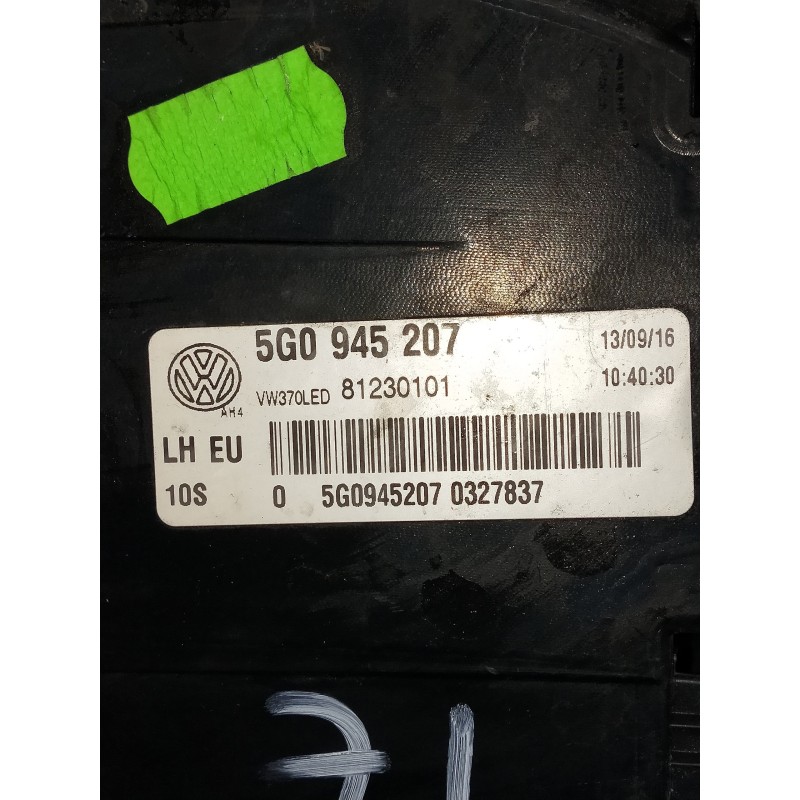 5G0 945 207
13/09/16
VW370LED 81230101
10:40:30
AH4
LH EU
10S
0 5G0945207 0327837